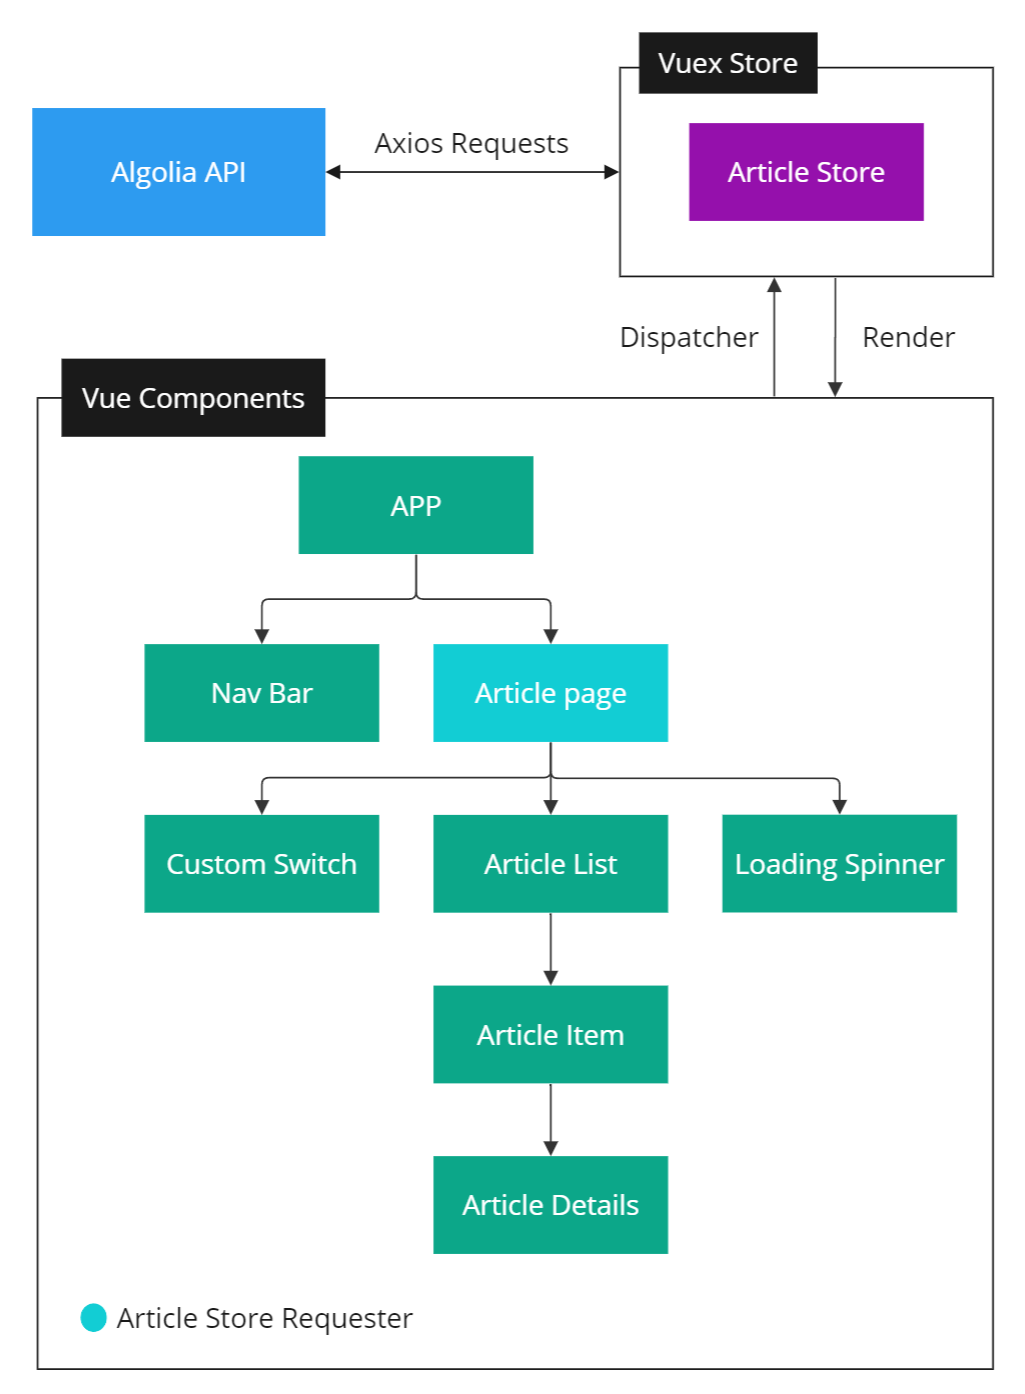 Vuex Store
Algolia API
Axios Requests
Article Store
Dispatcher
Render
Vue Components
APP
Nav Bar
Article page
Custom Switch
Article List
Loading Spinner
Article Item
Article Details
Article Store Requester